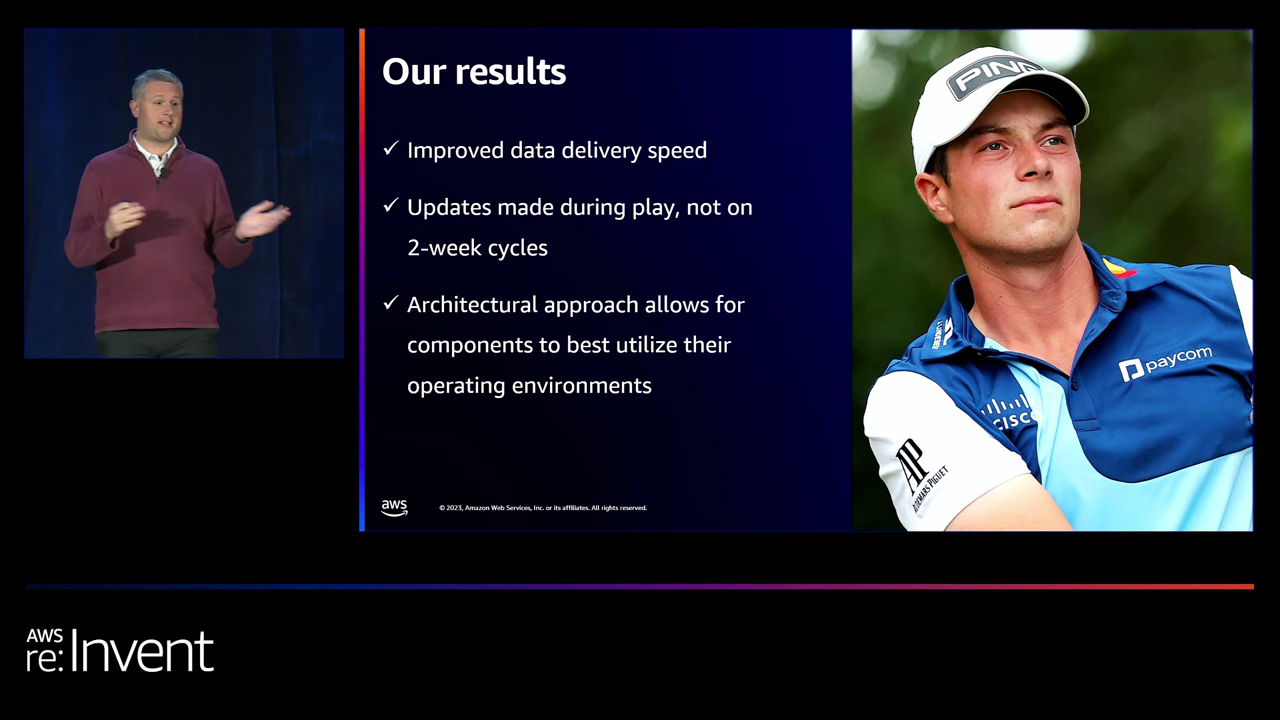 Our results
✓ Improved data delivery speed
✓ Updates made during play, not on
2-week cycles
✓ Architectural approach allows for
components to best utilize their
operating environments
aws
© 2023, Amazon Web Services, Inc. or its affiliates. All rights reserved.
PING
paycom
CISCO
AP
AUDEMARS PIGUET
AWS
re:Invent